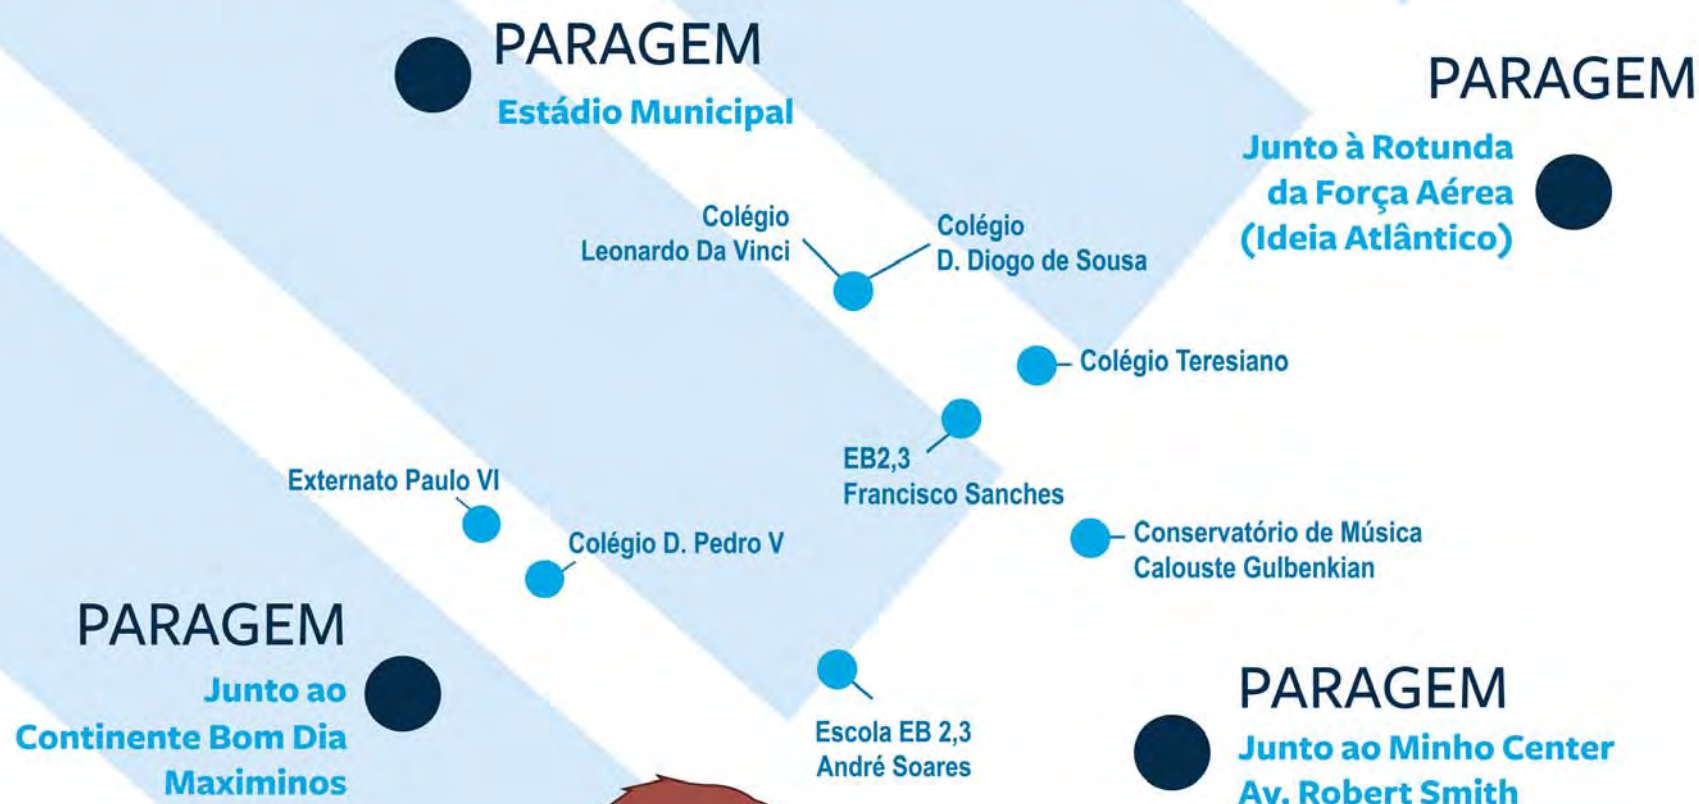 PARAGEM
Estádio Municipal
PARAGEM
Junto à Rotunda
da Força Aérea
(Ideia Atlântico)
Colégio
Leonardo Da Vinci
Colégio
D. Diogo de Sousa
Colégio Teresiano
EB2,3
Francisco Sanches
Externato Paulo VI
Colégio D. Pedro V
Conservatório de Música
Calouste Gulbenkian
PARAGEM
Junto ao
Continente Bom Dia
Maximinos
Escola EB 2,3
André Soares
PARAGEM
Junto ao Minho Center
Av. Robert Smith